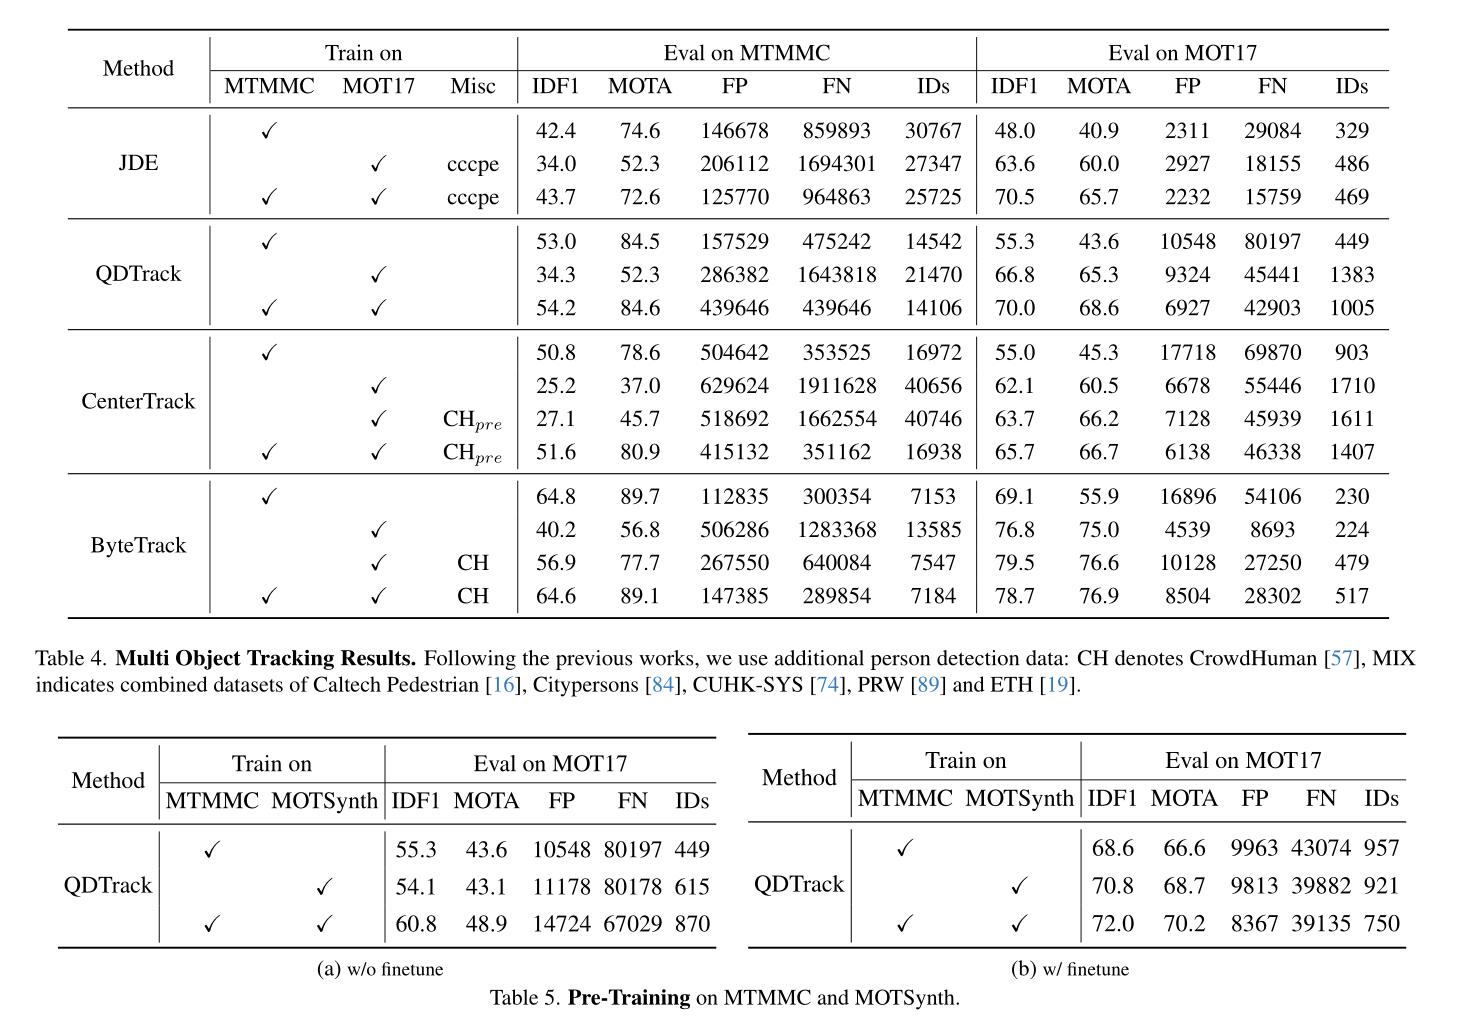 Method Train on Eval on MTMMC Eval on MOT17
MTMMC MOT17 Misc IDF1 MOTA FP FN IDs IDF1 MOTA FP FN IDs
JDE ✓ 42.4 74.6 146678 859893 30767 48.0 40.9 2311 29084 329
✓ cccpe 34.0 52.3 206112 1694301 27347 63.6 60.0 2927 18155 486
✓ ✓ cccpe 43.7 72.6 125770 964863 25725 70.5 65.7 2232 15759 469
QDTrack ✓ 53.0 84.5 157529 475242 14542 55.3 43.6 10548 80197 449
✓ 34.3 52.3 286382 1643818 21470 66.8 65.3 9324 45441 1383
✓ ✓ 54.2 84.6 439646 439646 14106 70.0 68.6 6927 42903 1005
CenterTrack ✓ 50.8 78.6 504642 353525 16972 55.0 45.3 17718 69870 903
✓ 25.2 37.0 629624 1911628 40656 62.1 60.5 6678 55446 1710
✓ CHpre 27.1 45.7 518692 1662554 40746 63.7 66.2 7128 45939 1611
✓ ✓ CHpre 51.6 80.9 415132 351162 16938 65.7 66.7 6138 46338 1407
ByteTrack ✓ 64.8 89.7 112835 300354 7153 69.1 55.9 16896 54106 230
✓ 40.2 56.8 506286 1283368 13585 76.8 75.0 4539 8693 224
✓ CH 56.9 77.7 267550 640084 7547 79.5 76.6 10128 27250 479
✓ ✓ CH 64.6 89.1 147385 289854 7184 78.7 76.9 8504 28302 517
Table 4. Multi Object Tracking Results. Following the previous works, we use additional person detection data: CH denotes CrowdHuman [57], MIX
indicates combined datasets of Caltech Pedestrian [16], Citypersons [84], CUHK-SYS [74], PRW [89] and ETH [19].
Method Train on Eval on MOT17
MTMMC MOTSynth IDF1 MOTA FP FN IDs
QDTrack ✓ 55.3 43.6 10548 80197 449
✓ 54.1 43.1 11178 80178 615
✓ ✓ 60.8 48.9 14724 67029 870
(a) w/o finetune
Method Train on Eval on MOT17
MTMMC MOTSynth IDF1 MOTA FP FN IDs
QDTrack ✓ 68.6 66.6 9963 43074 957
✓ 70.8 68.7 9813 39882 921
✓ ✓ 72.0 70.2 8367 39135 750
(b) w/ finetune
Table 5. Pre-Training on MTMMC and MOTSynth.